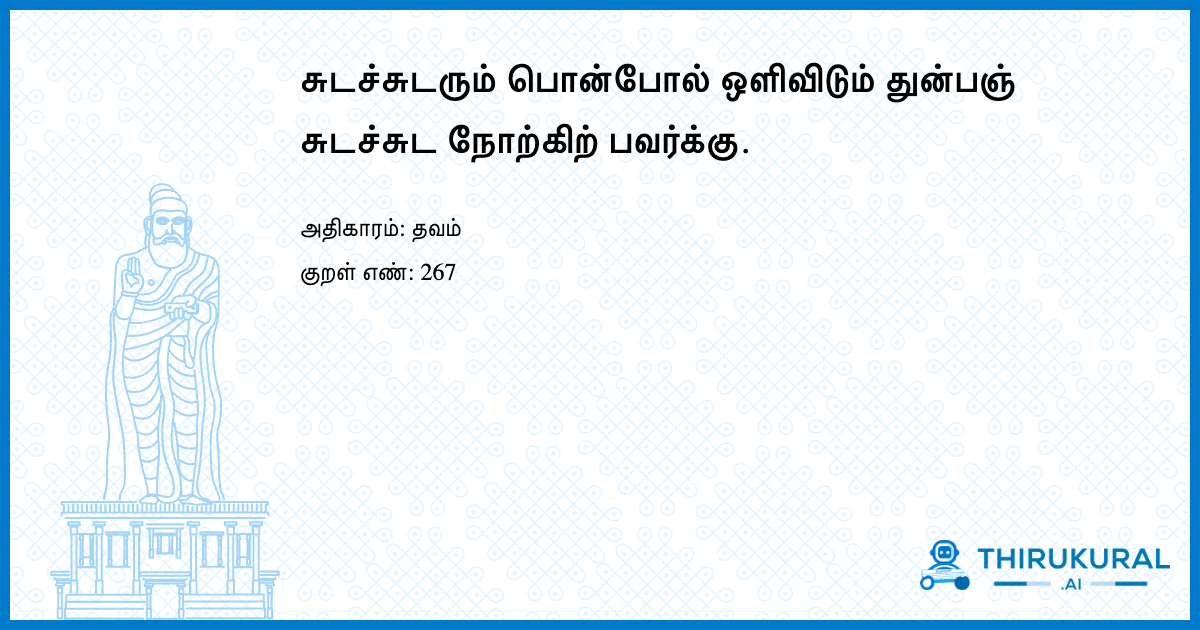 சுடச்சுடரும் பொன்போல் ஒளிவிடும் துன்பஞ்
சுடச்சுட நோற்கிற் பவர்க்கு.
அதிகாரம்: தவம்
குறள் எண்: 267
THIRUKURAL
.AI